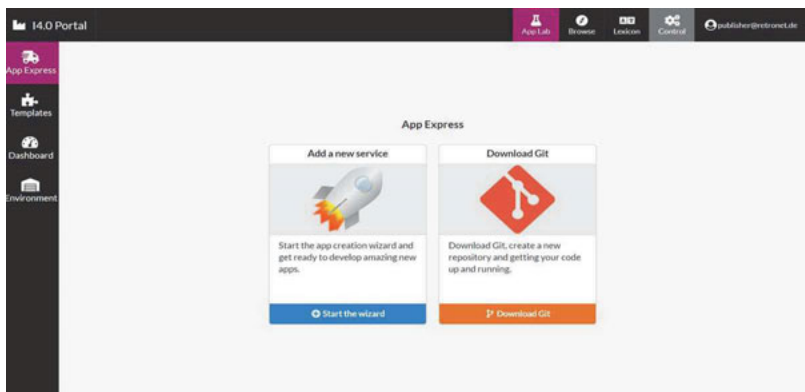 I4.0 Portal
App Lab
Browse
Lexicon
Control
publisher@retronet.de
App Express
Templates
Dashboard
Environment
App Express
Add a new service
Start the app creation wizard and
get ready to develop amazing new
apps.
Start the wizard
Download Git
Download Git, create a new
repository and getting your code
up and running.
Download Git